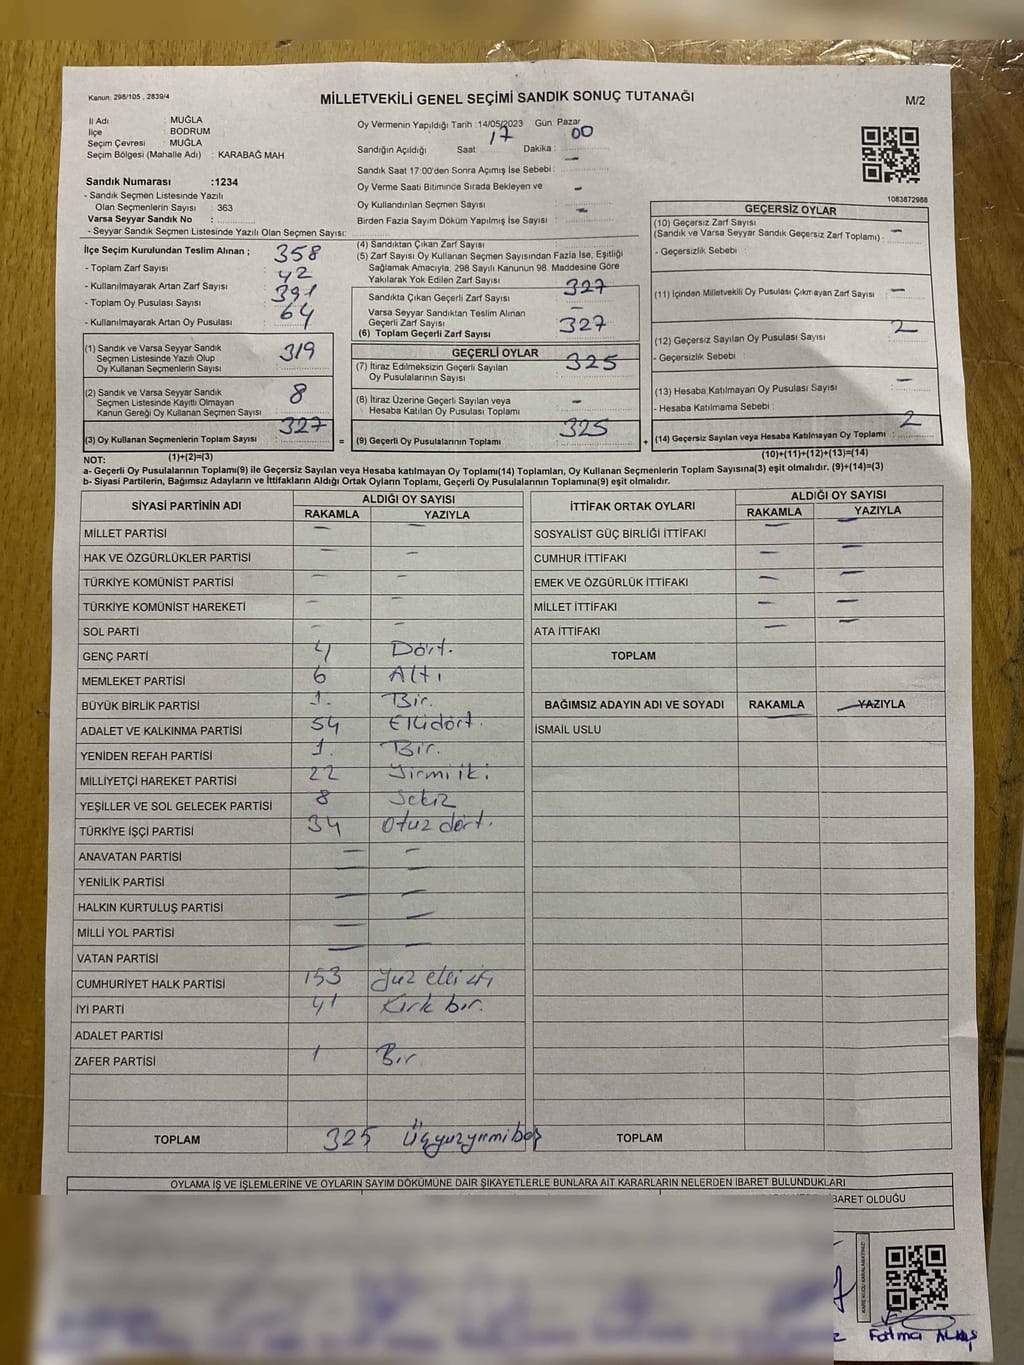 Kanun: 298/105 , 2839/4
MİLLETVEKİLİ GENEL SEÇİMİ SANDIK SONUÇ TUTANAĞI
M/2
İl Adı : MUĞLA
İlçe : BODRUM
Seçim Çevresi : MUĞLA
Seçim Bölgesi (Mahalle Adı) : KARABAĞ MAH
Sandık Numarası :1234
- Sandık Seçmen Listesinde Yazılı
Olan Seçmenlerin Sayısı : 363
Varsa Seyyar Sandık No :
- Seyyar Sandık Seçmen Listesinde Yazılı Olan Seçmen Sayısı:
Oy Vermenin Yapıldığı Tarih :14/05/2023 Gün: Pazar
Sandığın Açıldığı Saat : 17 Dakika : 00
Sandık Saat 17:00'den Sonra Açımış İse Sebebi : -
Oy Verme Saati Bitiminde Sırada Bekleyen ve
Oy Kullandırılan Seçmen Sayısı : -
Birden Fazla Sayım Döküm Yapılmış İse Sayısı : -
1083872988
İlçe Seçim Kurulundan Teslim Alınan ;
- Toplam Zarf Sayısı : 358
- Kullanılmayarak Artan Zarf Sayısı : 42
- Toplam Oy Pusulası Sayısı : 391
- Kullanılmayarak Artan Oy Pusulası : 64
(1) Sandık ve Varsa Seyyar Sandık
Seçmen Listesinde Yazılı Olup
Oy Kullanan Seçmenlerin Sayısı : 319
(2) Sandık ve Varsa Seyyar Sandık
Seçmen Listesinde Kayıtlı Olmayan
Kanun Gereği Oy Kullanan Seçmen Sayısı : 8
(3) Oy Kullanan Seçmenlerin Toplam Sayısı : 327
(1)+(2)=(3)
(4) Sandıktan Çıkan Zarf Sayısı :
(5) Zarf Sayısı Oy Kullanan Seçmen Sayısından Fazla İse, Eşitliği
Sağlamak Amacıyla, 298 Sayılı Kanunun 98. Maddesine Göre
Yakılarak Yok Edilen Zarf Sayısı :
Sandıkta Çıkan Geçerli Zarf Sayısı : 327
Varsa Seyyar Sandıktan Teslim Alınan
Geçerli Zarf Sayısı : -
(6) Toplam Geçerli Zarf Sayısı : 327
GEÇERLİ OYLAR
(7) İtiraz Edilmeksizin Geçerli Sayılan
Oy Pusulalarının Sayısı : 325
(8) İtiraz Üzerine Geçerli Sayılan veya
Hesaba Katılan Oy Pusulası Toplamı : -
= (9) Geçerli Oy Pusulalarının Toplamı : 325 +
GEÇERSİZ OYLAR
(10) Geçersiz Zarf Sayısı
(Sandık ve Varsa Seyyar Sandık Geçersiz Zarf Toplamı) : -
- Geçersizlik Sebebi :
(11) İçinden Milletvekili Oy Pusulası Çıkmayan Zarf Sayısı : -
(12) Geçersiz Sayılan Oy Pusulası Sayısı : 2
- Geçersizlik Sebebi :
(13) Hesaba Katılmayan Oy Pusulası Sayısı : -
- Hesaba Katılmama Sebebi :
(14) Geçersiz Sayılan veya Hesaba Katılmayan Oy Toplamı : 2
(10)+(11)+(12)+(13)=(14)
NOT:
a- Geçerli Oy Pusulalarının Toplamı(9) ile Geçersiz Sayılan veya Hesaba katılmayan Oy Toplamı(14) Toplamları, Oy Kullanan Seçmenlerin Toplam Sayısına(3) eşit olmalıdır. (9)+(14)=(3)
b- Siyasi Partilerin, Bağımsız Adayların ve İttifakların Aldığı Ortak Oyların Toplamı, Geçerli Oy Pusulalarının Toplamına(9) eşit olmalıdır.
SİYASİ PARTİNİN ADI
ALDIĞI OY SAYISI
RAKAMLA YAZIYLA
MİLLET PARTİSİ - -
HAK VE ÖZGÜRLÜKLER PARTİSİ - -
TÜRKİYE KOMÜNİST PARTİSİ - -
TÜRKİYE KOMÜNİST HAREKETİ - -
SOL PARTİ - -
GENÇ PARTİ 4 Dört.
MEMLEKET PARTİSİ 6 Altı
BÜYÜK BİRLİK PARTİSİ 1. Bir.
ADALET VE KALKINMA PARTİSİ 54 Ellidört.
YENİDEN REFAH PARTİSİ 1. Bir.
MİLLİYETÇİ HAREKET PARTİSİ 22 Yirmi iki
YEŞİLLER VE SOL GELECEK PARTİSİ 8 Sekiz
TÜRKİYE İŞÇİ PARTİSİ 34 Otuz dört.
ANAVATAN PARTİSİ - -
YENİLİK PARTİSİ
HALKIN KURTULUŞ PARTİSİ - -
MİLLİ YOL PARTİSİ - -
VATAN PARTİSİ - -
CUMHURİYET HALK PARTİSİ 153 Yüz elli üç
İYİ PARTİ 41 Kırk bir.
ADALET PARTİSİ
ZAFER PARTİSİ 1 Bir
TOPLAM 325 Üçyüzyirmibeş
İTTİFAK ORTAK OYLARI
ALDIĞI OY SAYISI
RAKAMLA YAZIYLA
SOSYALİST GÜÇ BİRLİĞİ İTTİFAKI - -
CUMHUR İTTİFAKI - -
EMEK VE ÖZGÜRLÜK İTTİFAKI - -
MİLLET İTTİFAKI - -
ATA İTTİFAKI - -
TOPLAM
BAĞIMSIZ ADAYIN ADI VE SOYADI RAKAMLA YAZIYLA
İSMAİL USLU
TOPLAM
OYLAMA İŞ VE İŞLEMLERİNE VE OYLARIN SAYIM DÖKÜMÜNE DAİR ŞİKAYETLERLE BUNLARA AİT KARARLARIN NELERDEN İBARET BULUNDUKLARI
BARET OLDUĞU
KARE KODU KARALAMAYINIZ!
Fatma